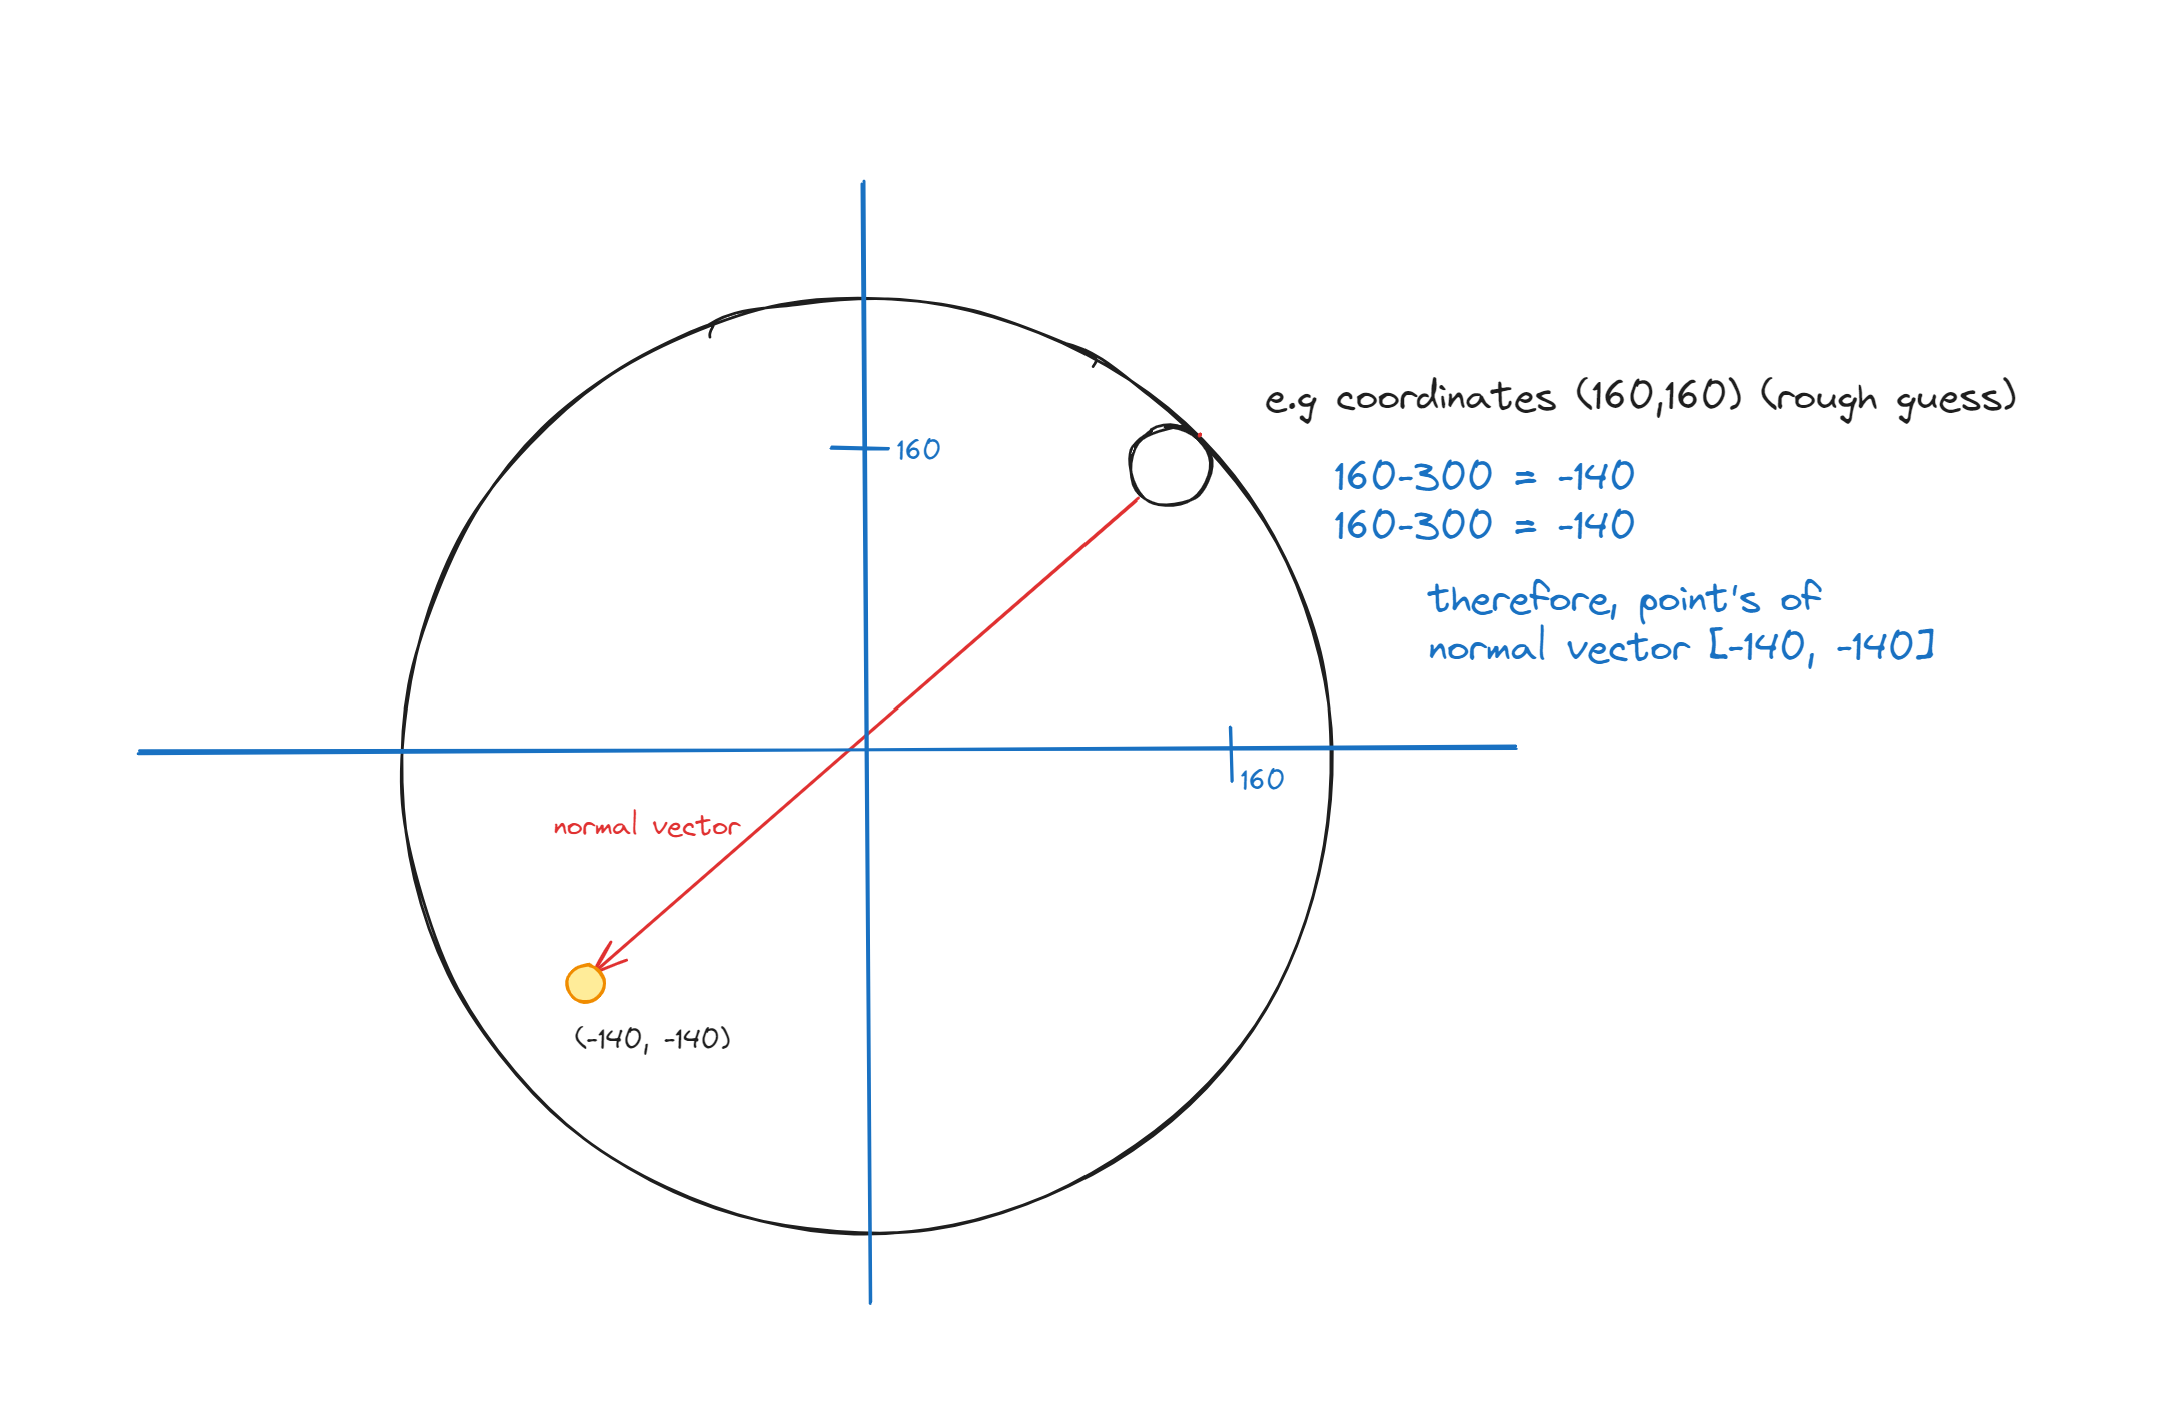 e.g coordinates (160,160) (rough guess)
160
160-300 = -140
160-300 = -140
therefore, point's of
normal vector [-140, -140]
160
normal vector
(-140, -140)